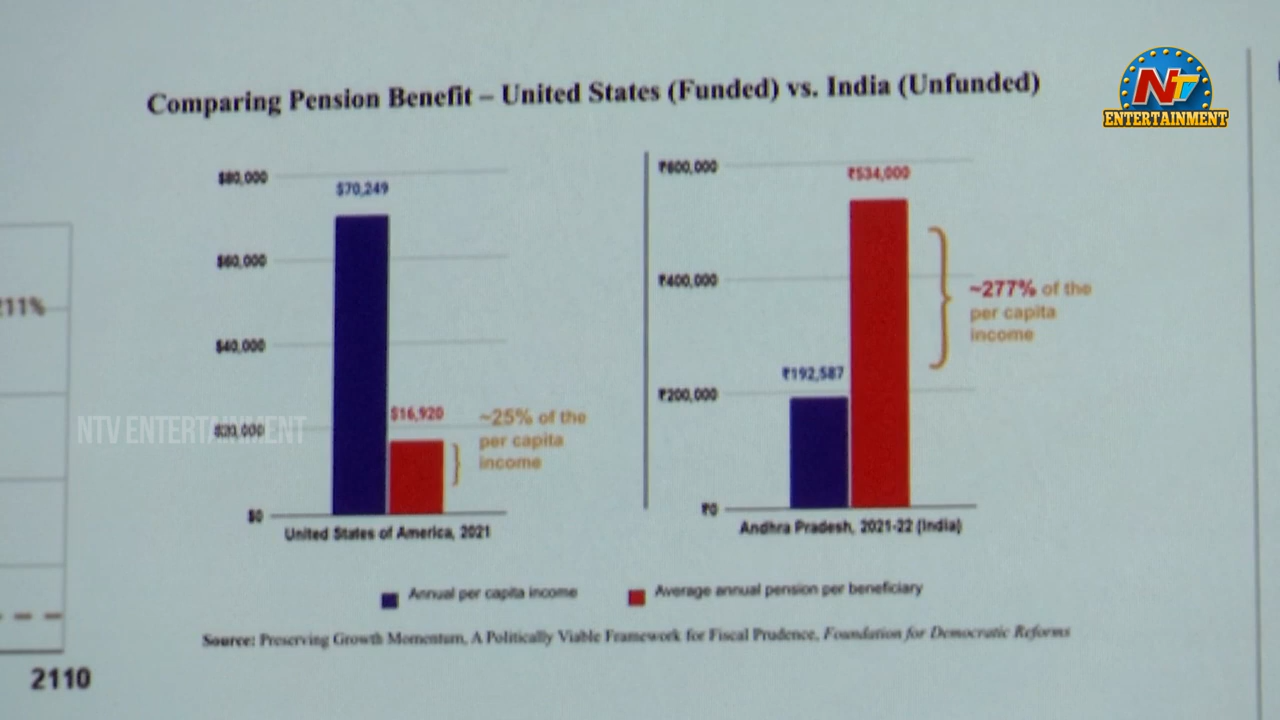 NT
ENTERTAINMENT
Comparing Pension Benefit – United States (Funded) vs. India (Unfunded)
$80,000
$70,249
$60,000
$40,000
$20,000
$16,920
~25% of the
per capita
income
$0
United States of America, 2021
₹600,000
₹534,000
₹400,000
~277% of the
per capita
income
₹192,587
₹200,000
₹0
Andhra Pradesh, 2021-22 (India)
Annual per capita income
Average annual pension per beneficiary
Source: Preserving Growth Momentum, A Politically Viable Framework for Fiscal Prudence, Foundation for Democratic Reforms
211%
2110
NTV ENTERTAINMENT